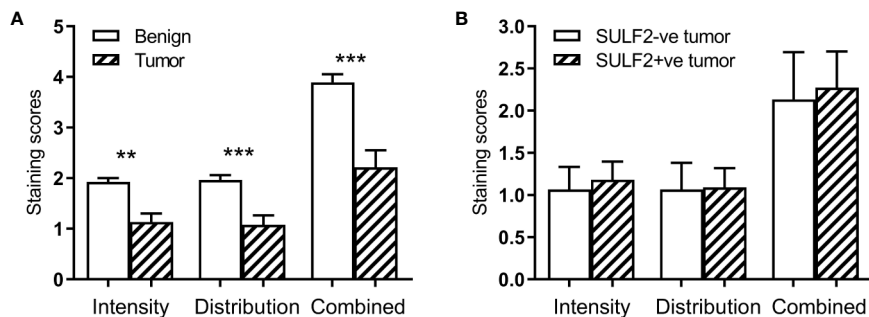 A
Benign
Tumor
Staining scores
5
4
3
2
1
0
**
***
***
Intensity
Distribution
Combined
B
SULF2-ve tumor
SULF2+ve tumor
Staining scores
3.0
2.5
2.0
1.5
1.0
0.5
0.0
Intensity
Distribution
Combined